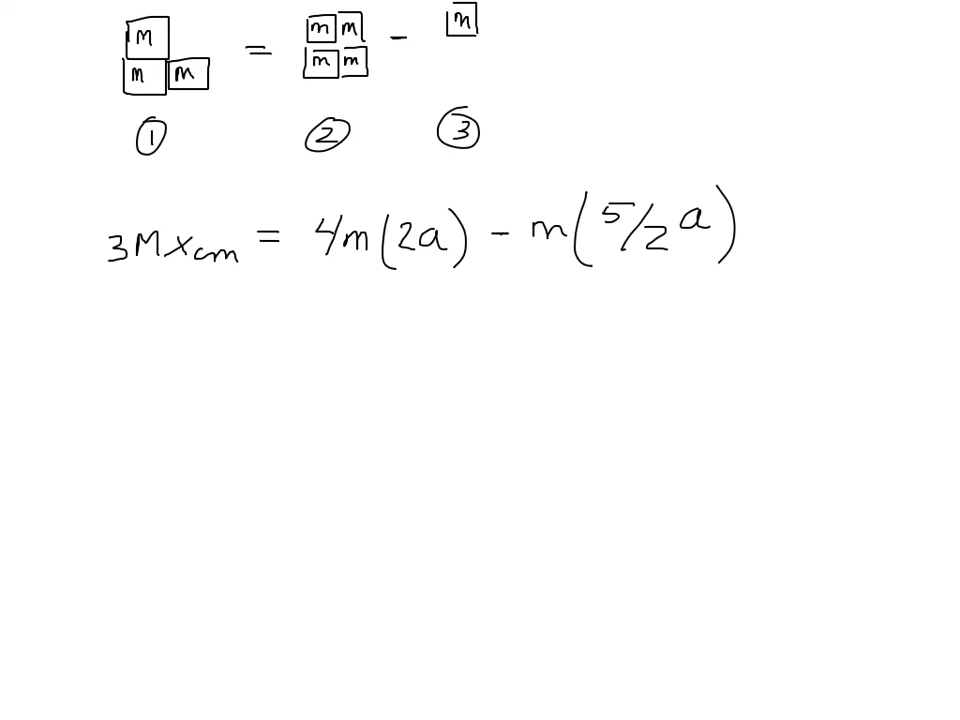 m = m m - m
m m m m
① ② ③
3Mx_cm = 4m(2a) - m(5/2 a)